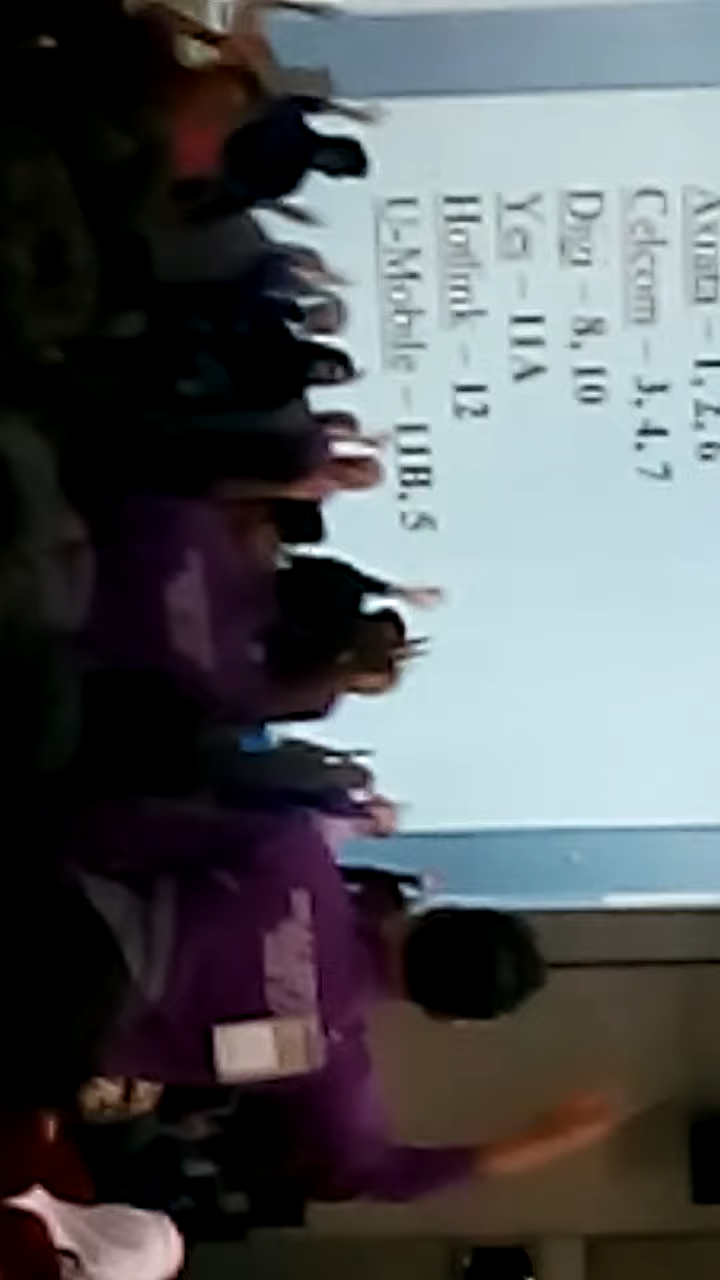 Axiata – 1, 2, 6
Celcom – 3, 4, 7
Digi – 8, 10
Yes – 11A
Hotlink – 12
U-Mobile – 11B, 5